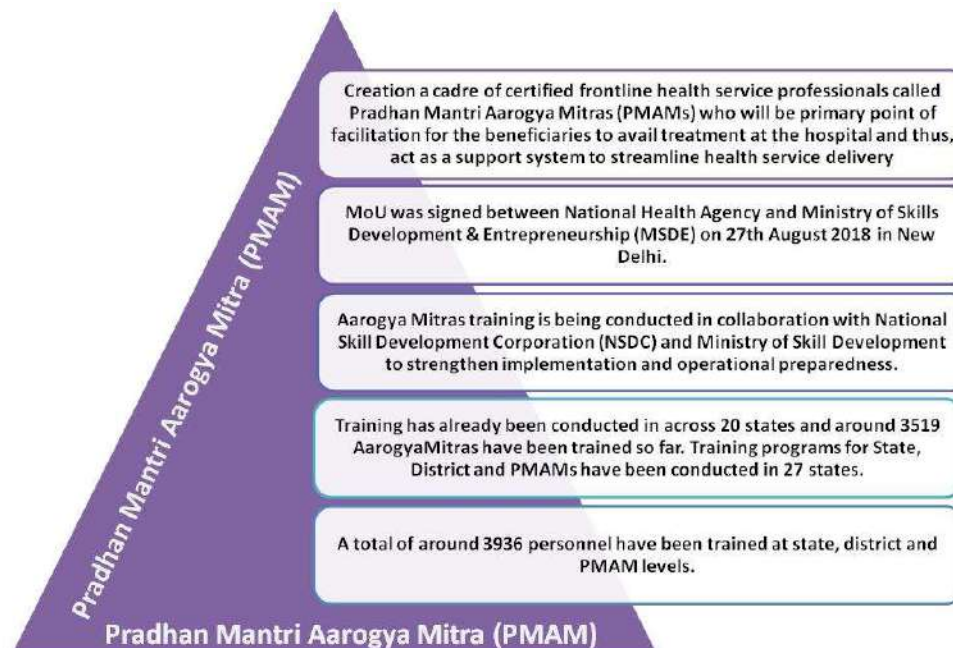 Creation a cadre of certified frontline health service professionals called
Pradhan Mantri Aarogya Mitras (PMAMs) who will be primary point of
facilitation for the beneficiaries to avail treatment at the hospital and thus,
act as a support system to streamline health service delivery
MoU was signed between National Health Agency and Ministry of Skills
Development & Entrepreneurship (MSDE) on 27th August 2018 in New
Delhi.
Aarogya Mitras training is being conducted in collaboration with National
Skill Development Corporation (NSDC) and Ministry of Skill Development
to strengthen implementation and operational preparedness.
Training has already been conducted in across 20 states and around 3519
AarogyaMitras have been trained so far. Training programs for State,
District and PMAMs have been conducted in 27 states.
A total of around 3936 personnel have been trained at state, district and
PMAM levels.
Pradhan Mantri Aarogya Mitra (PMAM)
Pradhan Mantri Aarogya Mitra (PMAM)